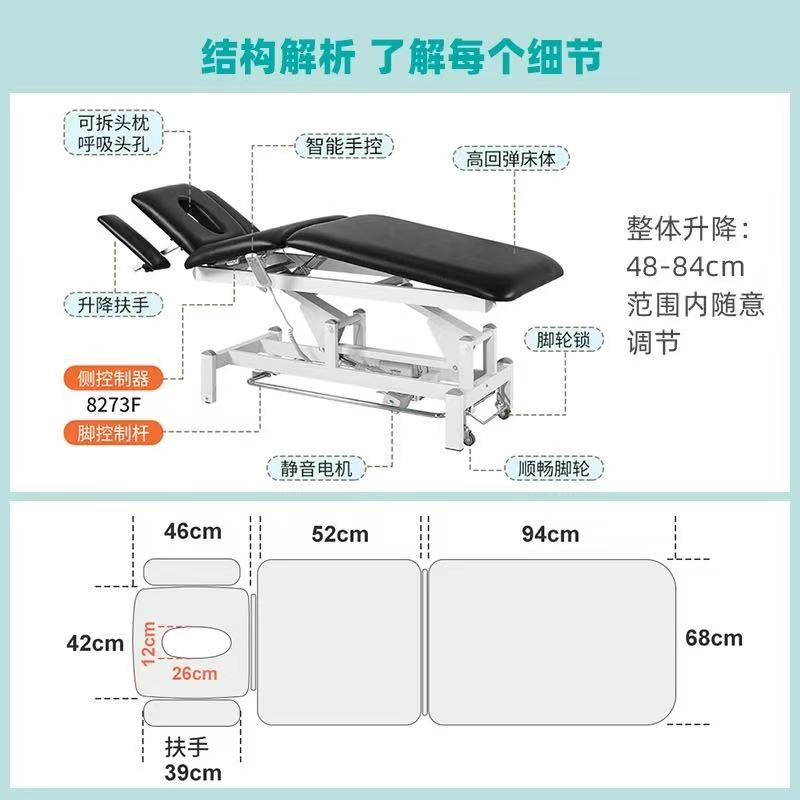 结构解析 了解每个细节
可拆头枕
呼吸头孔
智能手控
高回弹床体
整体升降：
48-84cm
范围内随意
调节
升降扶手
脚轮锁
侧控制器
8273F
脚控制杆
静音电机
顺畅脚轮
46cm
52cm
94cm
42cm
12cm
26cm
68cm
扶手
39cm